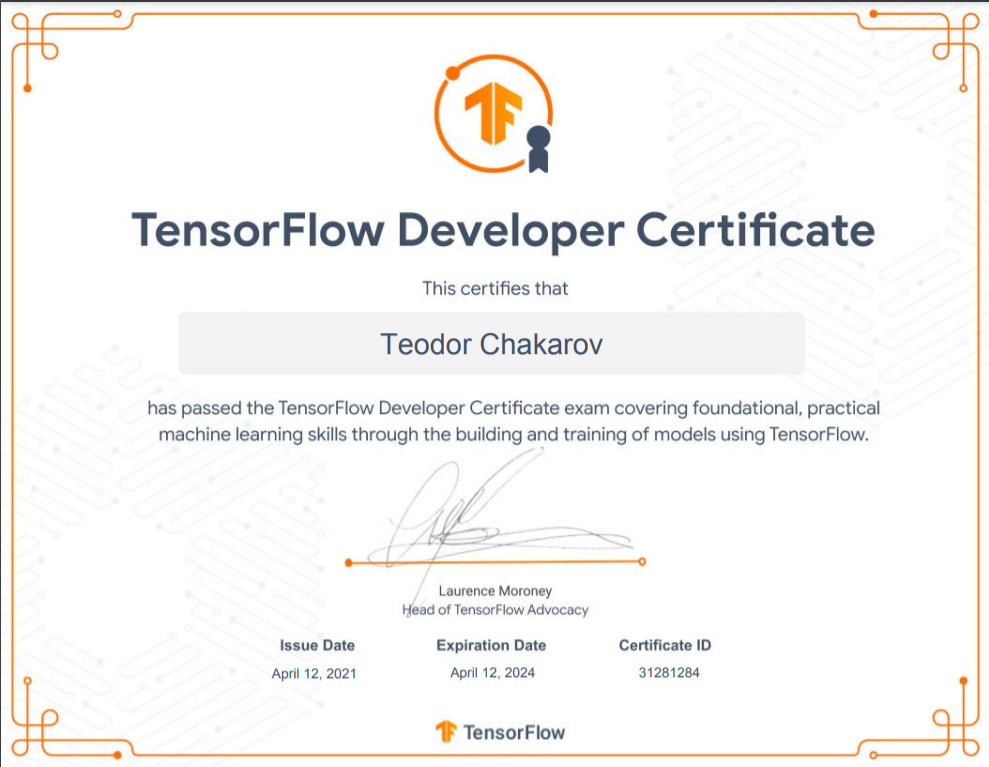 TensorFlow Developer Certificate
This certifies that
Teodor Chakarov
has passed the TensorFlow Developer Certificate exam covering foundational, practical
machine learning skills through the building and training of models using TensorFlow.
Laurence Moroney
Head of TensorFlow Advocacy
Issue Date Expiration Date Certificate ID
April 12, 2021 April 12, 2024 31281284
TensorFlow